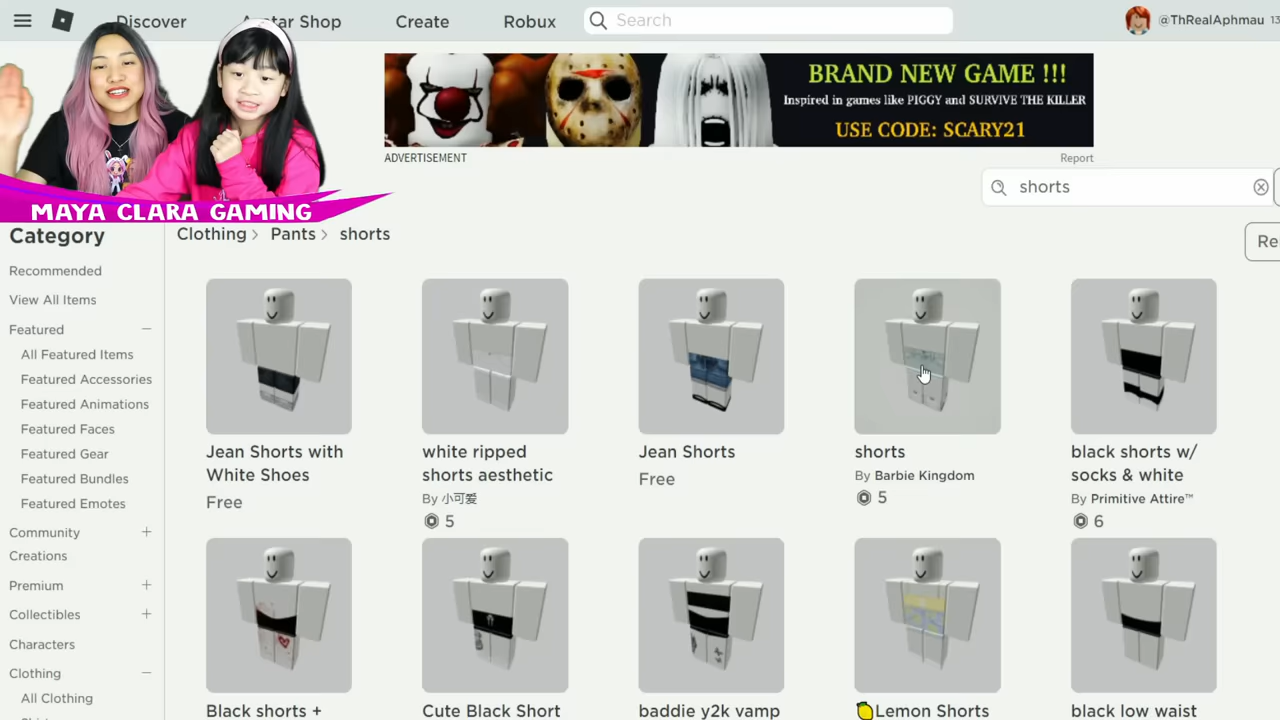 Discover
Avatar Shop
Create
Robux
Search
@ThRealAphmau
BRAND NEW GAME !!!
Inspired in games like PIGGY and SURVIVE THE KILLER
USE CODE: SCARY21
ADVERTISEMENT
Report
shorts
MAYA CLARA GAMING
Category
Clothing > Pants > shorts
Recommended
View All Items
Featured
All Featured Items
Featured Accessories
Featured Animations
Featured Faces
Featured Gear
Featured Bundles
Featured Emotes
Community
Creations
Premium
Collectibles
Characters
Clothing
All Clothing
Jean Shorts with
White Shoes
Free
white ripped
shorts aesthetic
By 小可爱
5
Jean Shorts
Free
shorts
By Barbie Kingdom
5
black shorts w/
socks & white
By Primitive Attire™
6
Black shorts +
Cute Black Short
baddie y2k vamp
🍋Lemon Shorts
black low waist